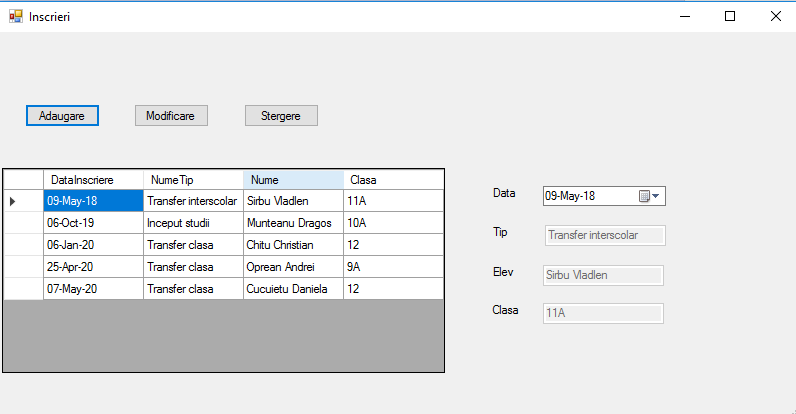 Inscrieri
Adaugare Modificare Stergere
DataInscriere NumeTip Nume Clasa
09-May-18 Transfer interscolar Sirbu Vladlen 11A
06-Oct-19 Inceput studii Munteanu Dragos 10A
06-Jan-20 Transfer clasa Chitu Christian 12
25-Apr-20 Transfer clasa Oprean Andrei 9A
07-May-20 Transfer clasa Cucuietu Daniela 12
Data 09-May-18
Tip Transfer interscolar
Elev Sirbu Vladlen
Clasa 11A